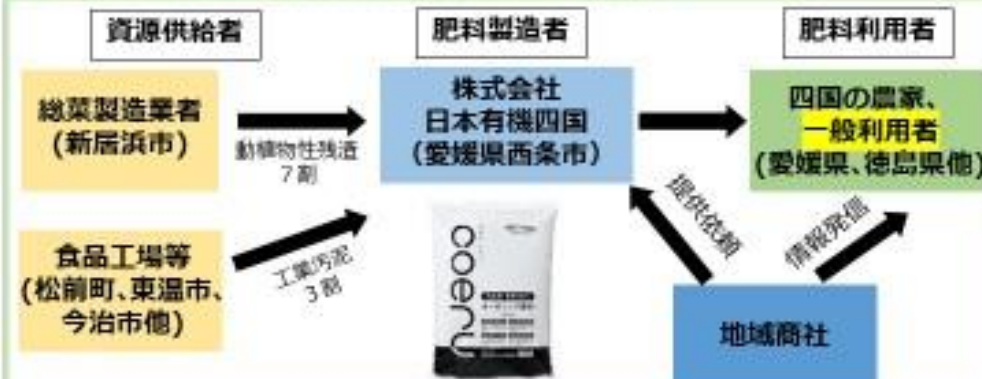 資源供給者
肥料製造者
肥料利用者
総菜製造業者
(新居浜市)
動植物性残渣
7割
株式会社
日本有機四国
(愛媛県西条市)
四国の農家、
一般利用者
(愛媛県、徳島県他)
食品工場等
(松前町、東温市、
今治市他)
工業汚泥
3割
coeru
提供依頼
情報発信
地域商社